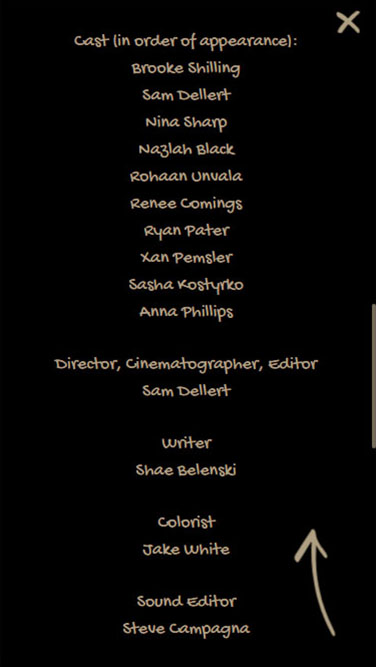 Cast (in order of appearance):
Brooke Shilling
Sam Dellert
Nina Sharp
Nazlah Black
Rohaan Unvala
Renee Comings
Ryan Pater
Xan Pemsler
Sasha Kostyrko
Anna Phillips
Director, Cinematographer, Editor
Sam Dellert
Writer
Shae Belenski
Colorist
Jake White
Sound Editor
Steve Campagna